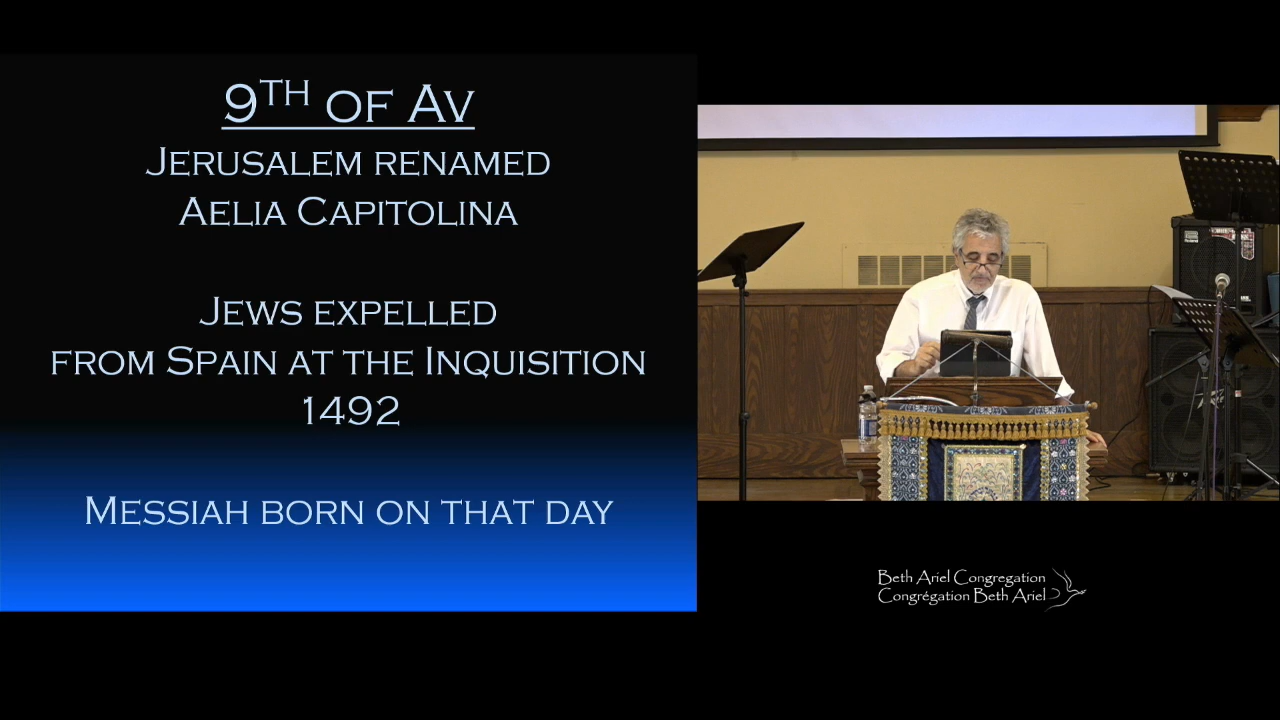 9TH OF AV
JERUSALEM RENAMED
AELIA CAPITOLINA
JEWS EXPELLED
FROM SPAIN AT THE INQUISITION
1492
MESSIAH BORN ON THAT DAY
Roland
Beth Ariel Congregation
Congrégation Beth Ariel